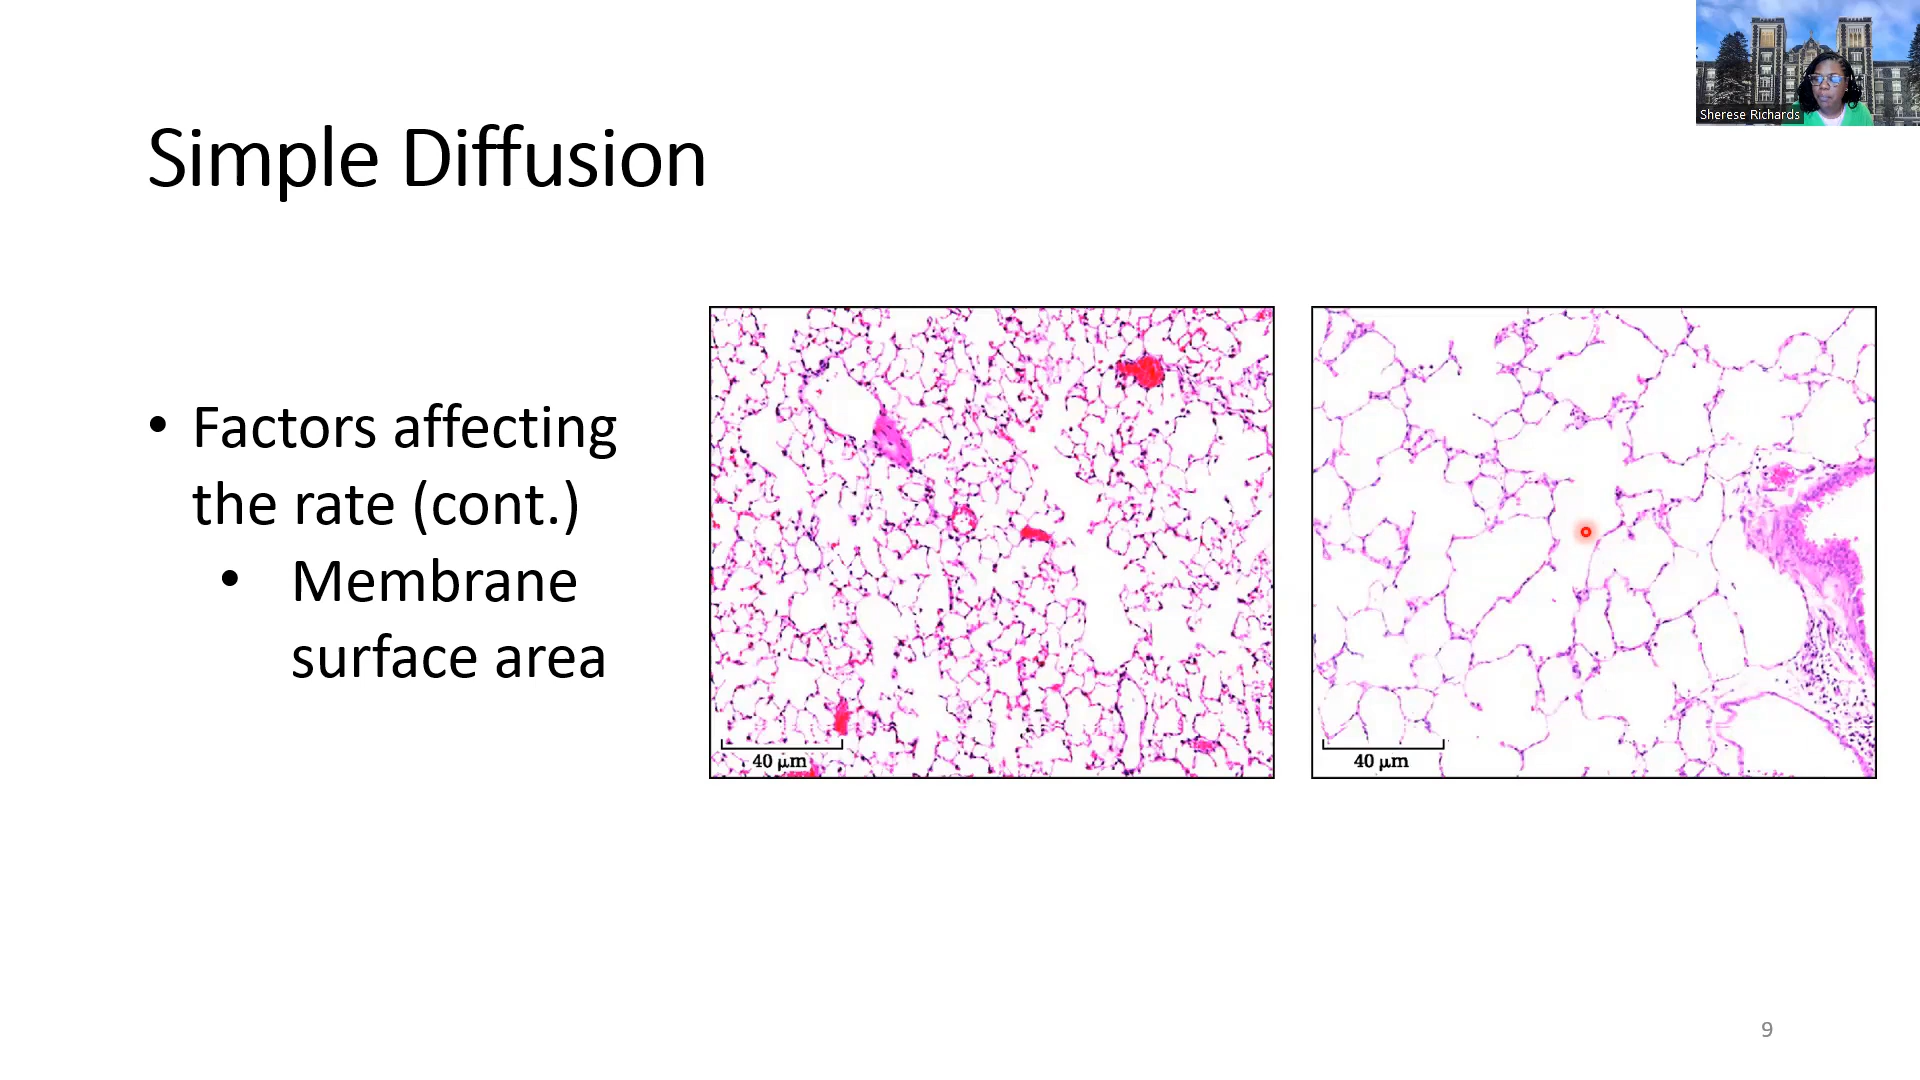 Sherese Richards
Simple Diffusion
• Factors affecting
the rate (cont.)
• Membrane
surface area
40 μm
40 μm
9